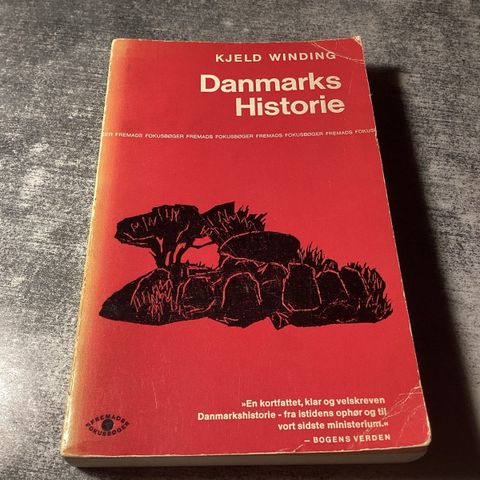 KJELD WINDING
Danmarks
Historie
GER FREMADS FOKUSBØGER FREMADS FOKUSBØGER FREMADS FOKUSBØGER FREMADS FOKUS
»En kortfattet, klar og velskreven
Danmarkshistorie - fra istidens ophør og til
vort sidste ministerium.«
— BOGENS VERDEN
FREMADS
FOKUSBØGER